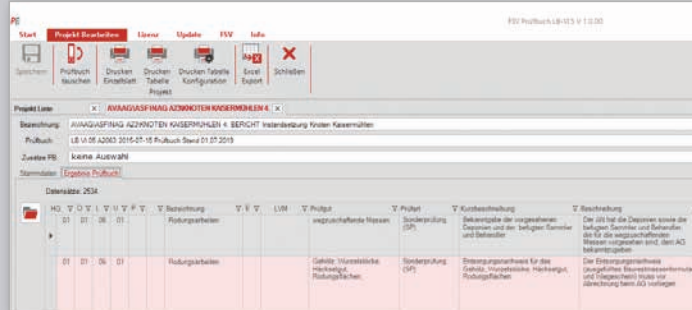 FSV Prüfbuch LB-VI 5 V 1.0.00
Start Projekt Bearbeiten Lizenz Update FSV Info
Speichern Prüfbuch tauschen Drucken Einzelblatt Drucken Tabelle Drucken Tabelle Konfiguration Excel Export Schließen
Projekt
Projekt Liste AVAAG\ASFINAG A23\KNOTEN KAISERMÜHLEN 4.
Bezeichnung: AVAAG\ASFINAG A23\KNOTEN KAISERMÜHLEN 4. BERICHT Instandsetzung Knoten Kaisermühlen
Prüfbuch: LB VI 05 A2063 2015-07-15 Prüfbuch Stand 01.07.2019
Zusätze PB: keine Auswahl
Stammdaten Ergebnis Prüfbuch
Datensätze: 2534
HG O L U P Bezeichnung E LVM Prüfgut Prüfart Kurzbeschreibung Beschreibung
01 01 06 01 Rodungsarbeiten wegzuschaffende Massen Sonderprüfung (SP) Bekanntgabe der vorgesehenen Deponien und der befugten Sammler und Behandler Der AN hat die Deponien sowie die befugten Sammler und Behandler, die für die wegzuschaffenden Massen vorgesehen sind, dem AG bekanntzugeben
01 01 06 01 Rodungsarbeiten Gehölz, Wurzelstöcke, Häckselgut, Rodungsflächen Sonderprüfung (SP) Entsorgungsnachweis für das Gehölz, Wurzelstöcke, Häckselgut, Rodungsflächen Der Entsorgungsnachweis (ausgefülltes Baurestmassenformular und Wiegeschein) muss vor Abrechnung beim AG vorliegen